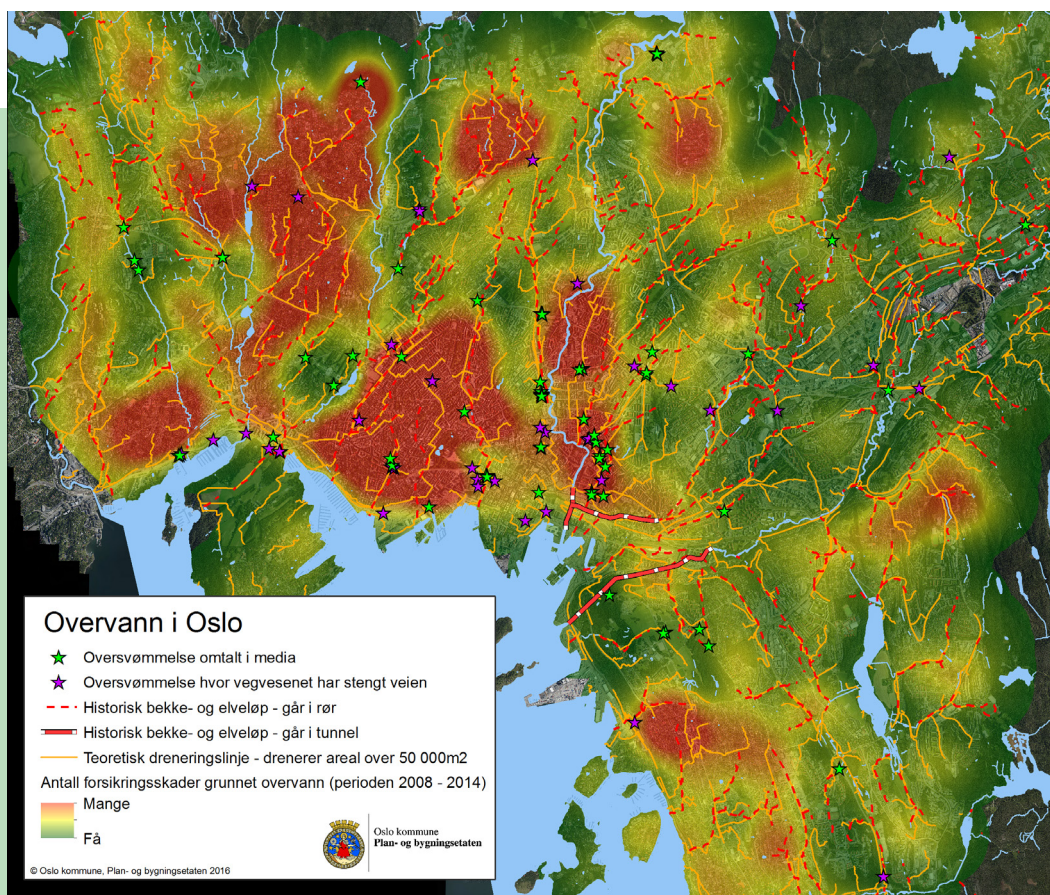 Overvann i Oslo
Oversvømmelse omtalt i media
Oversvømmelse hvor vegvesenet har stengt veien
Historisk bekke- og elveløp - går i rør
Historisk bekke- og elveløp - går i tunnel
Teoretisk dreneringslinje - drenerer areal over 50 000m2
Antall forsikringsskader grunnet overvann (perioden 2008 - 2014)
Mange
Få
Oslo kommune
Plan- og bygningsetaten
© Oslo kommune, Plan- og bygningsetaten 2016